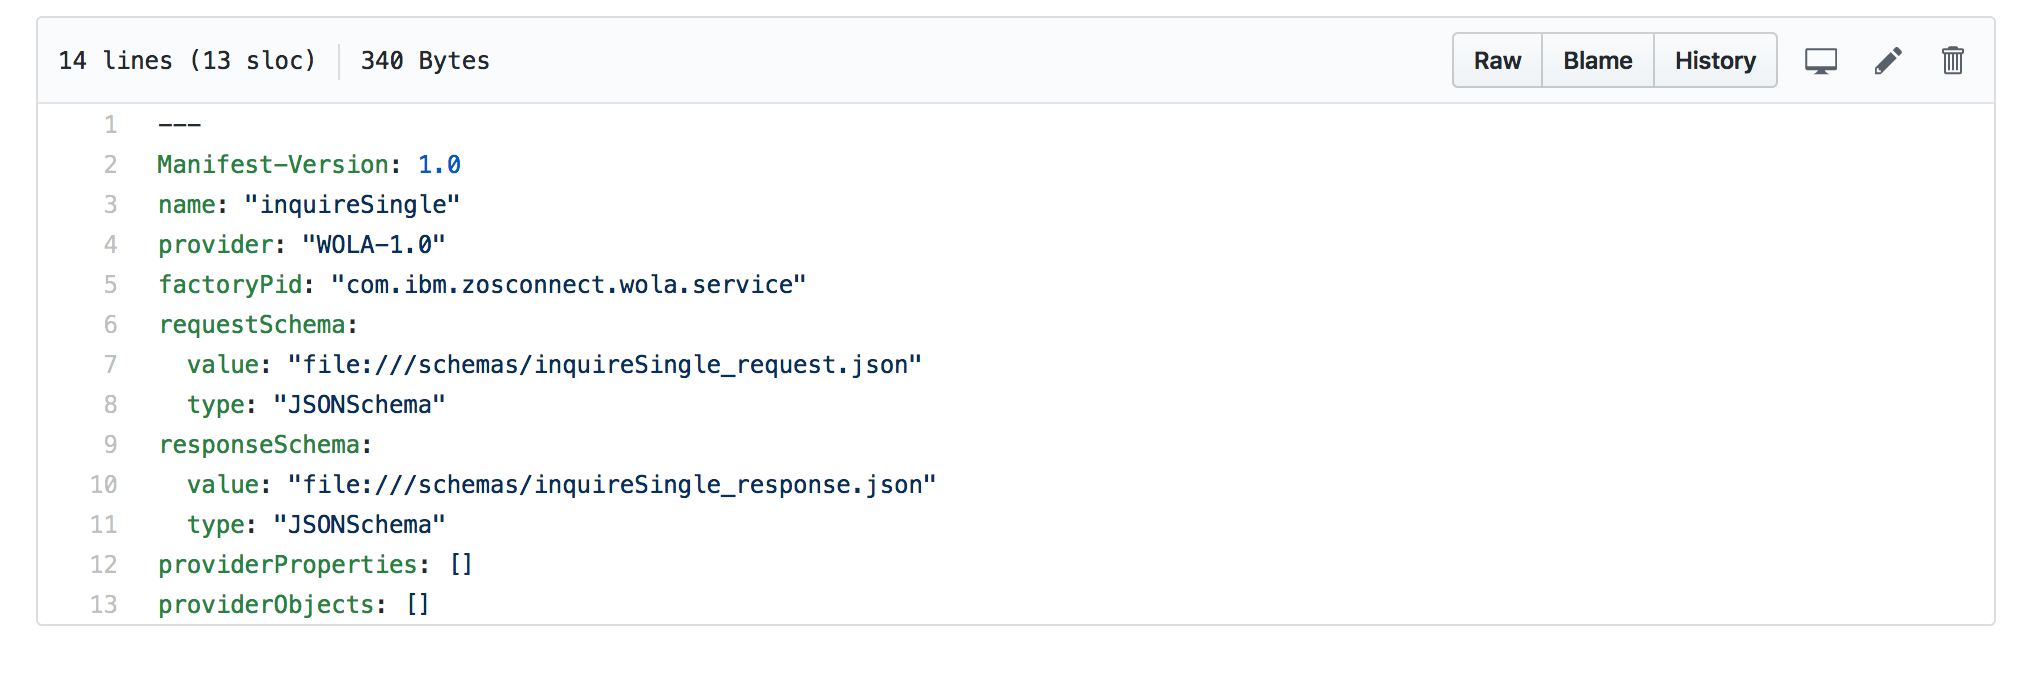 14 lines (13 sloc) 340 Bytes Raw Blame History
1 ---
2 Manifest-Version: 1.0
3 name: "inquireSingle"
4 provider: "WOLA-1.0"
5 factoryPid: "com.ibm.zosconnect.wola.service"
6 requestSchema:
7   value: "file:///schemas/inquireSingle_request.json"
8   type: "JSONSchema"
9 responseSchema:
10   value: "file:///schemas/inquireSingle_response.json"
11   type: "JSONSchema"
12 providerProperties: []
13 providerObjects: []